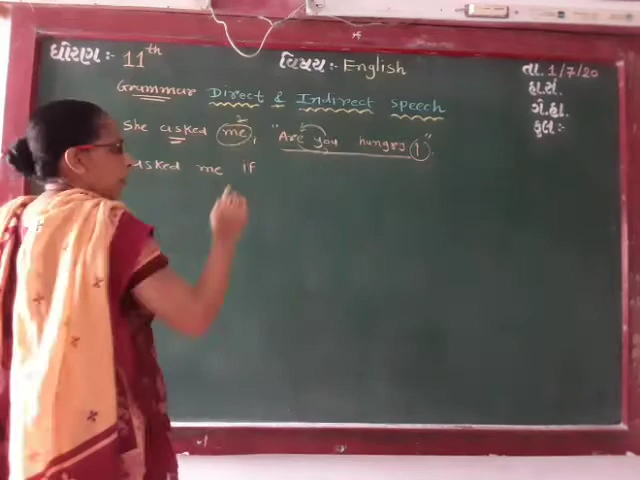 ધોરણ :- 11th
વિષય :- English
તા. 1/7/20
હા.સં.
ગે.હા.
કુલ :-
Grammar Direct & Indirect speech
She asked me, "Are you hungry?".
asked me if